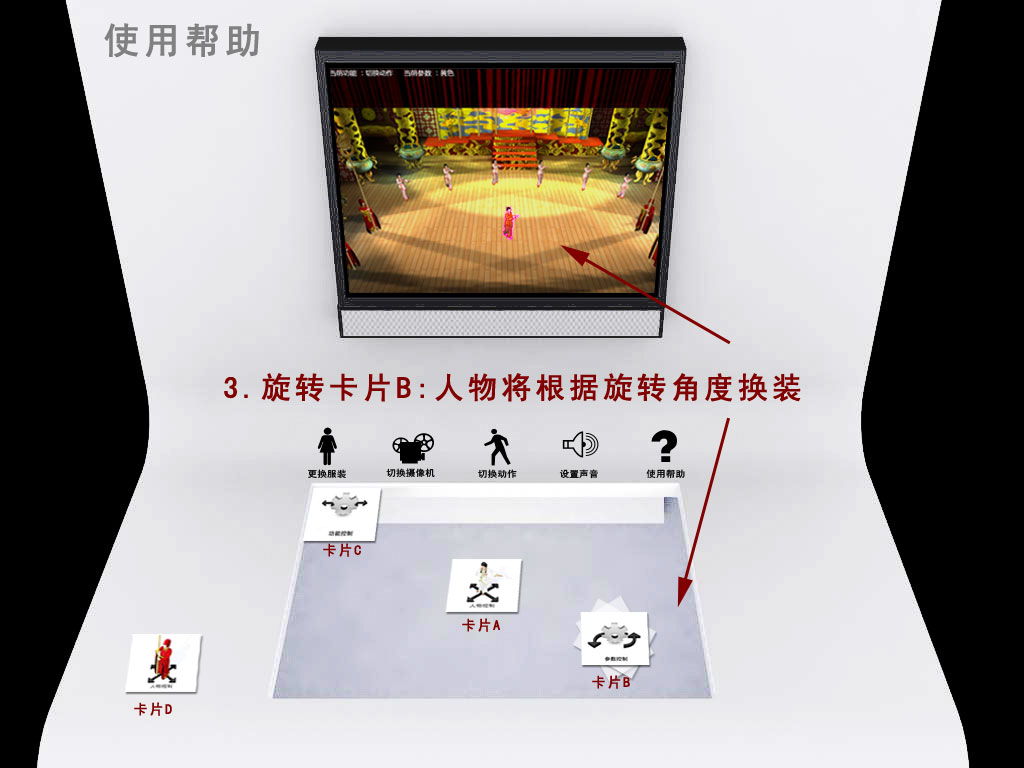 使用帮助
当前功能：切换动作 当前参数：黄色
3.旋转卡片B:人物将根据旋转角度换装
更换服装 切换摄像机 切换动作 设置声音 使用帮助
功能控制
卡片C
人物控制
卡片A
参数控制
卡片B
人物控制
卡片D